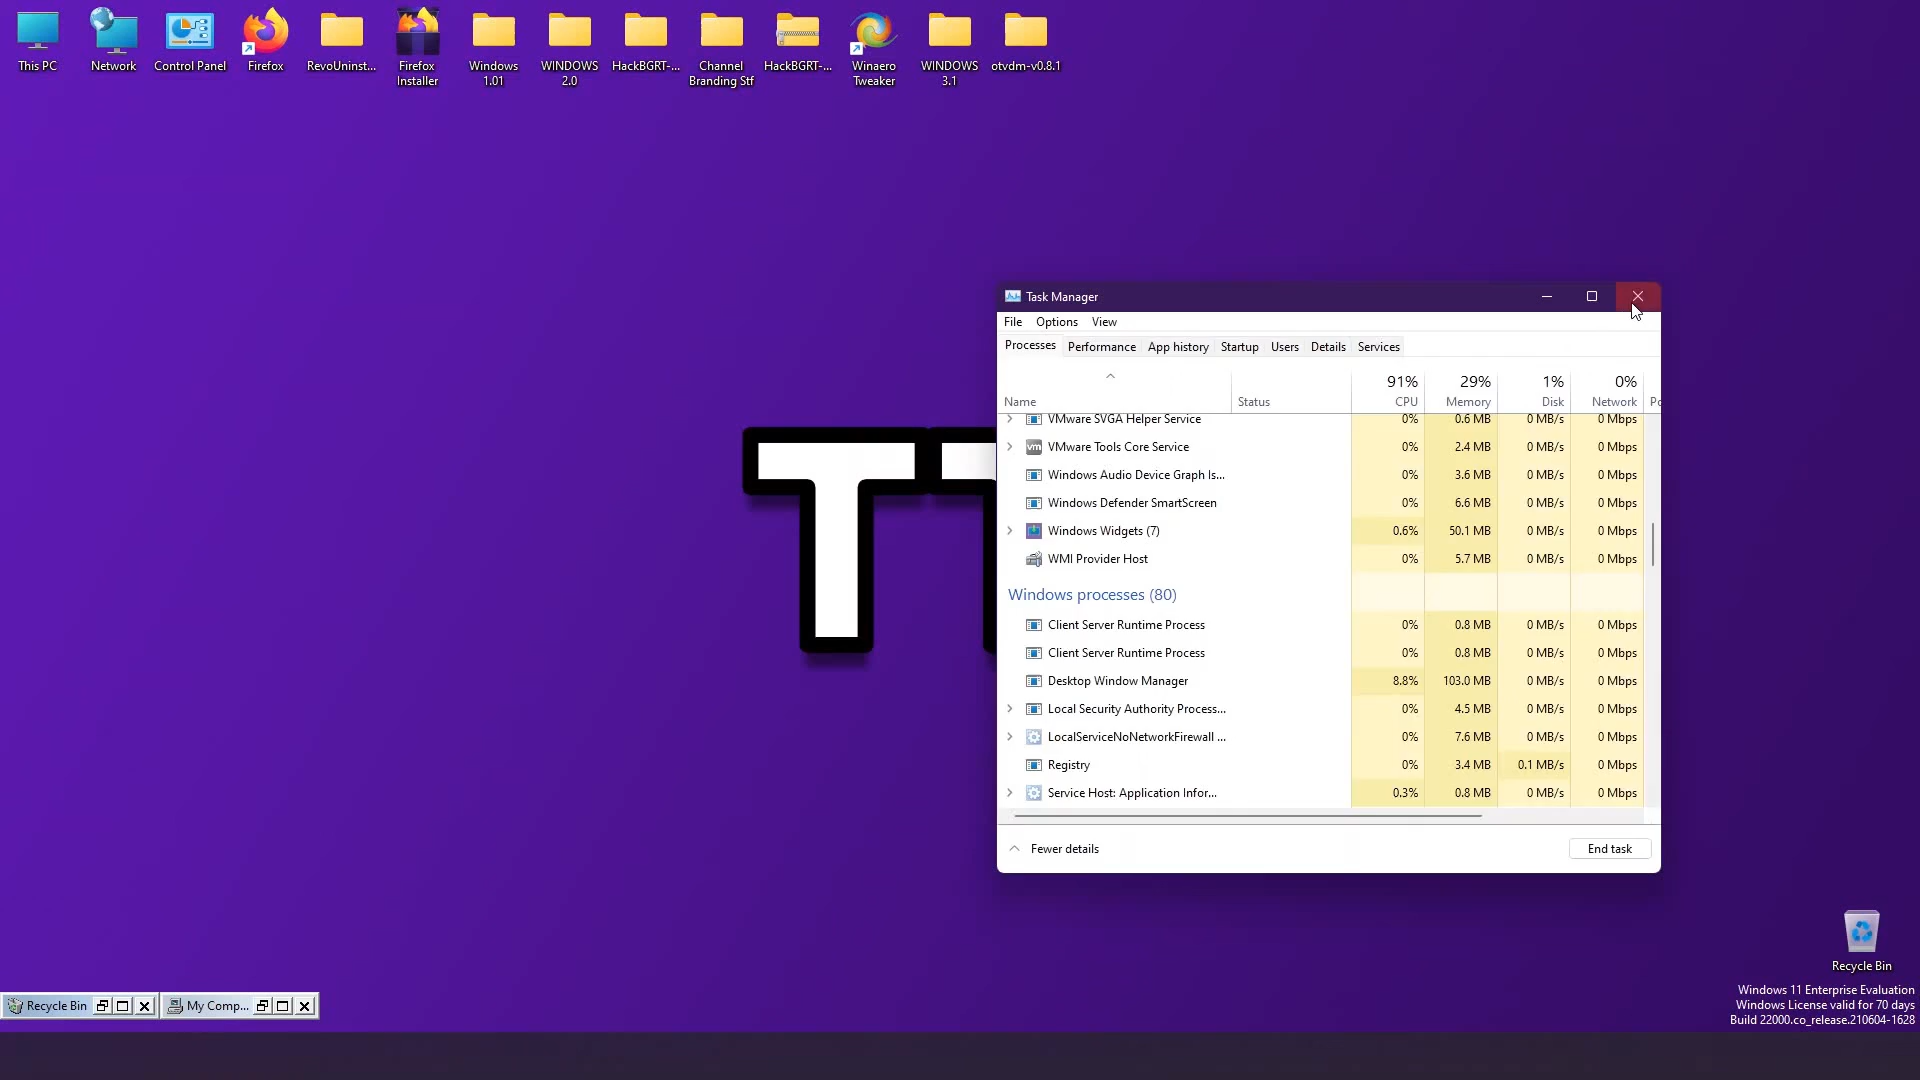 This PC
Network
Control Panel
Firefox
RevoUninst...
Firefox
Installer
Windows
1.01
WINDOWS
2.0
HackBGRT-...
Channel
Branding Stf
HackBGRT-...
Winaero
Tweaker
WINDOWS
3.1
otvdm-v0.8.1
TT
Task Manager
File Options View
Processes Performance App history Startup Users Details Services
91% 29% 1% 0%
Name Status CPU Memory Disk Network Po
VMware SVGA Helper Service 0% 0.6 MB 0 MB/s 0 Mbps
vm VMware Tools Core Service 0% 2.4 MB 0 MB/s 0 Mbps
Windows Audio Device Graph Is... 0% 3.6 MB 0 MB/s 0 Mbps
Windows Defender SmartScreen 0% 6.6 MB 0 MB/s 0 Mbps
Windows Widgets (7) 0.6% 50.1 MB 0 MB/s 0 Mbps
WMI Provider Host 0% 5.7 MB 0 MB/s 0 Mbps
Windows processes (80)
Client Server Runtime Process 0% 0.8 MB 0 MB/s 0 Mbps
Client Server Runtime Process 0% 0.8 MB 0 MB/s 0 Mbps
Desktop Window Manager 8.8% 103.0 MB 0 MB/s 0 Mbps
Local Security Authority Process... 0% 4.5 MB 0 MB/s 0 Mbps
LocalServiceNoNetworkFirewall ... 0% 7.6 MB 0 MB/s 0 Mbps
Registry 0% 3.4 MB 0.1 MB/s 0 Mbps
Service Host: Application Infor... 0.3% 0.8 MB 0 MB/s 0 Mbps
Fewer details
End task
Recycle Bin
Recycle Bin
My Comp...
Windows 11 Enterprise Evaluation
Windows License valid for 70 days
Build 22000.co_release.210604-1628